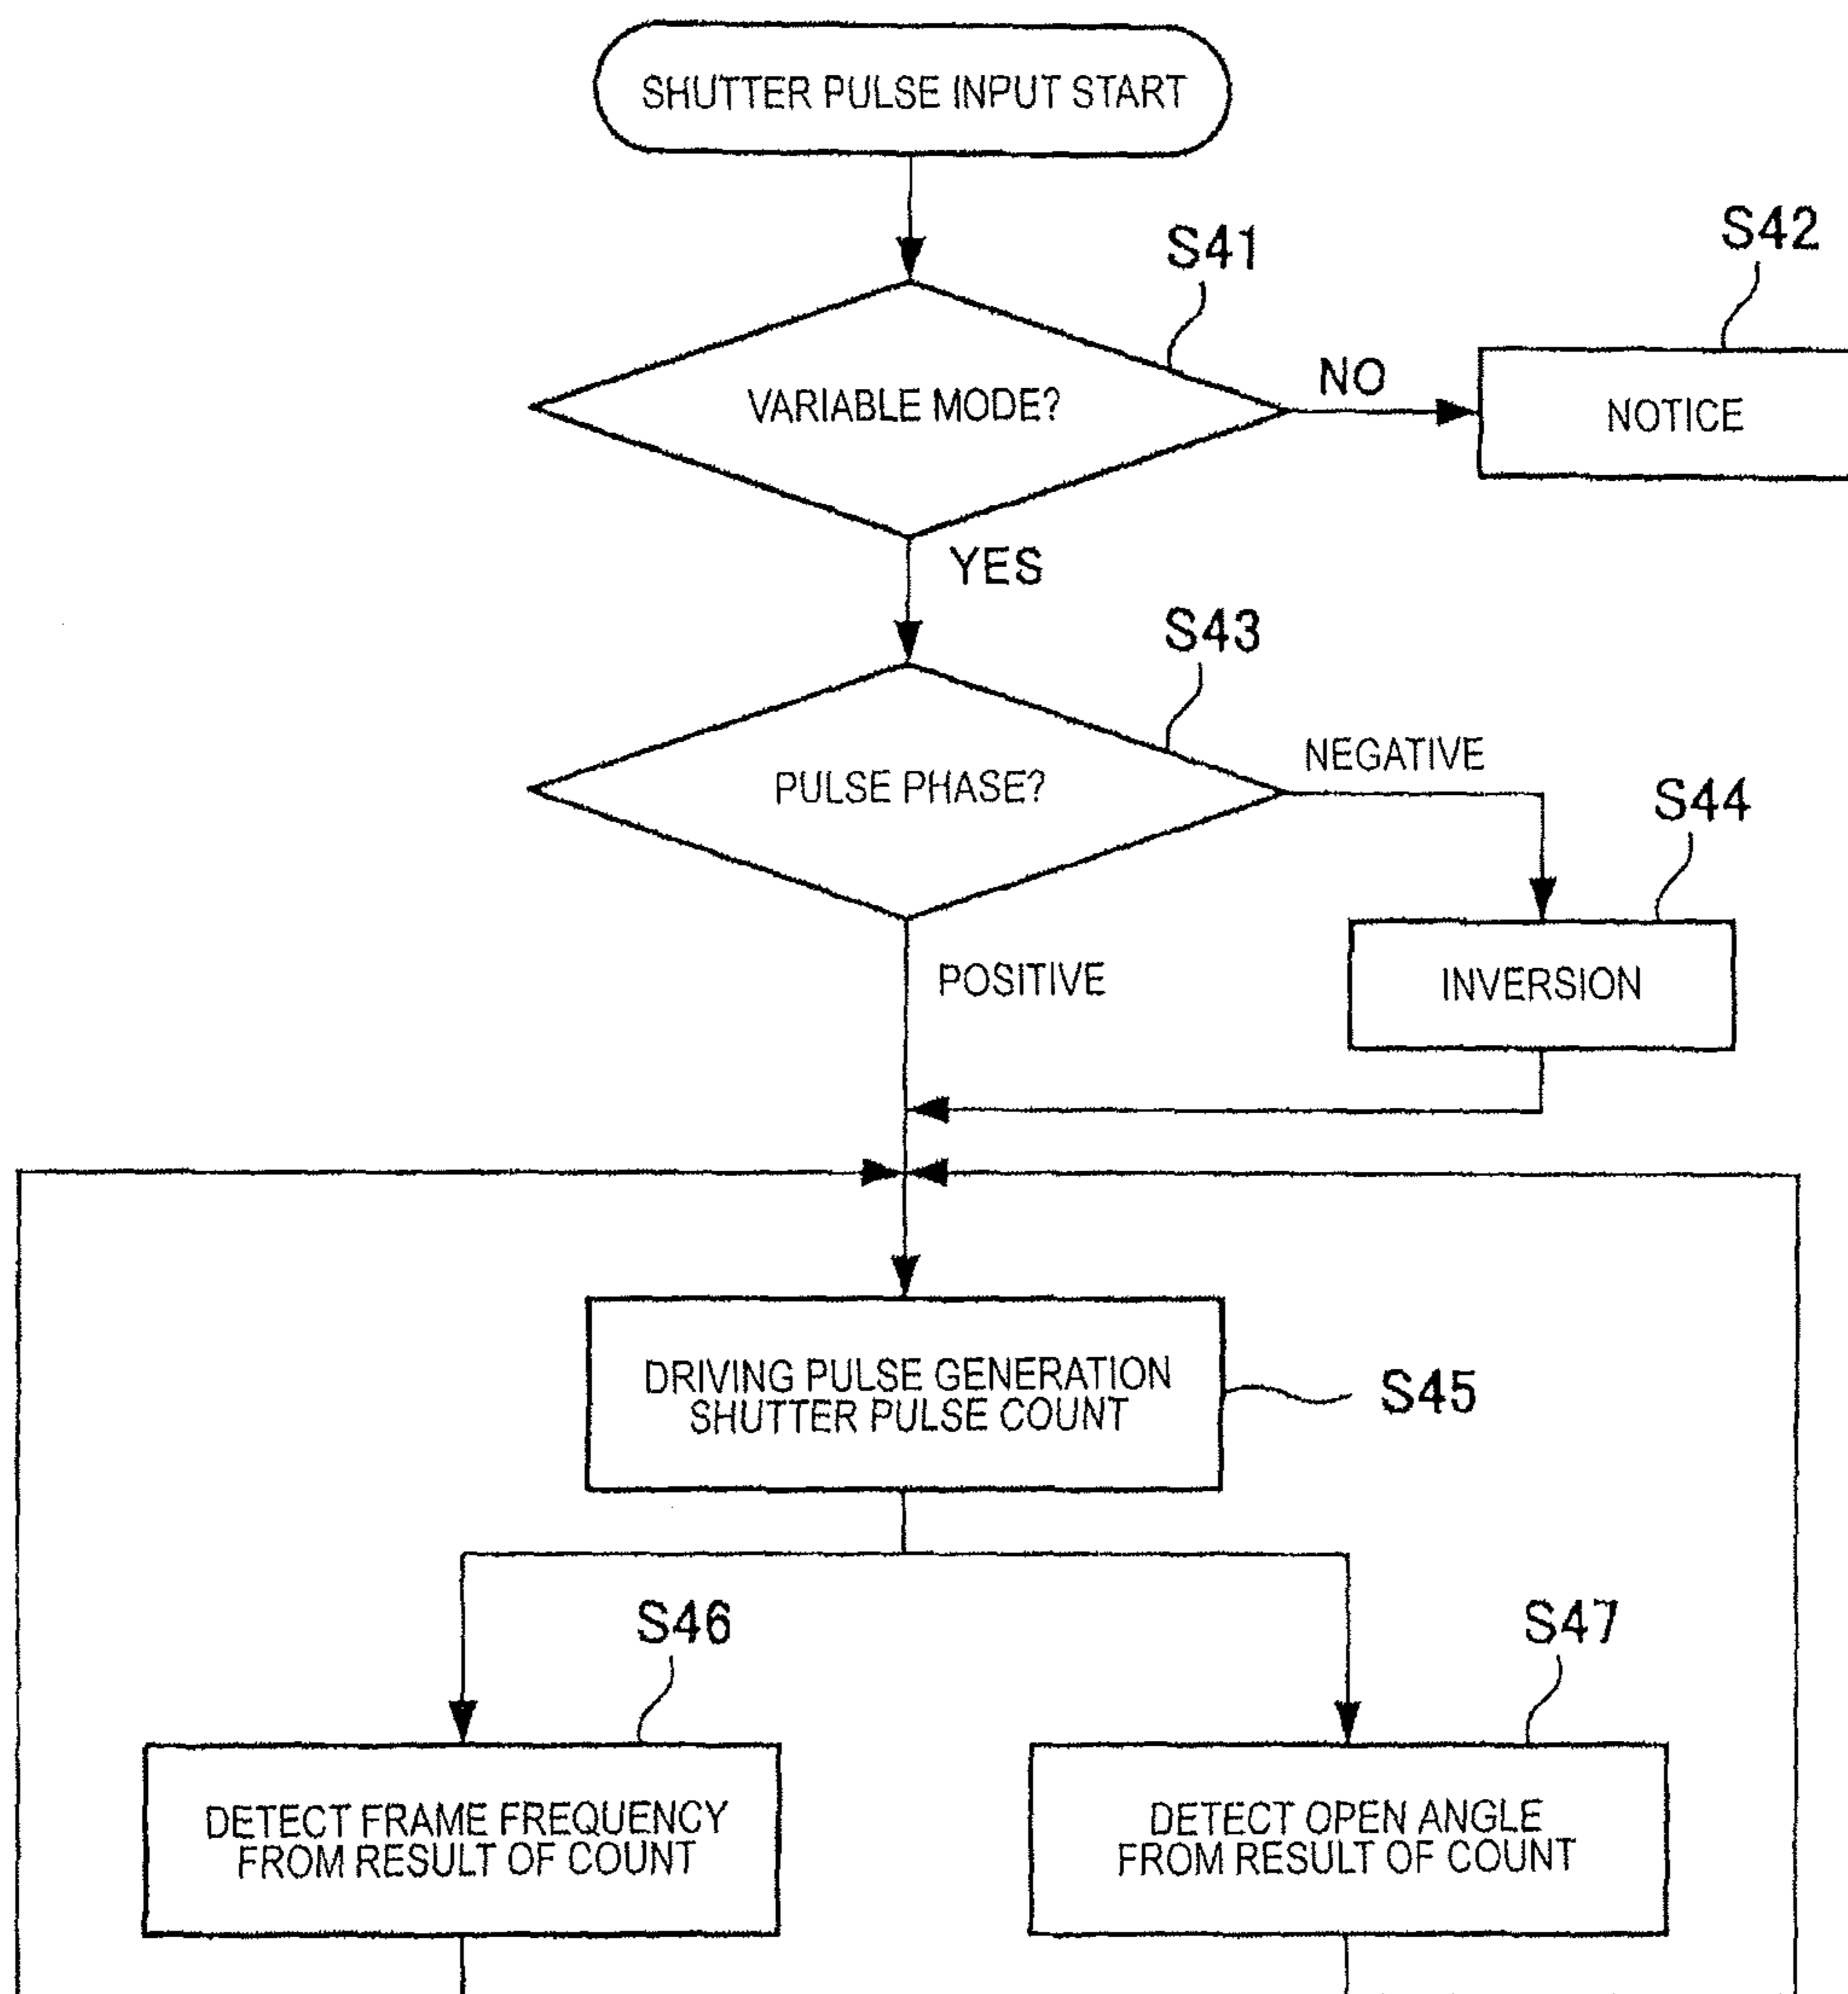 SHUTTER PULSE INPUT START
S41
S42
VARIABLE MODE?
NO
NOTICE
YES
S43
PULSE PHASE?
NEGATIVE
S44
POSITIVE
INVERSION
DRIVING PULSE GENERATION
SHUTTER PULSE COUNT
S45
S46
S47
DETECT FRAME FREQUENCY
FROM RESULT OF COUNT
DETECT OPEN ANGLE
FROM RESULT OF COUNT